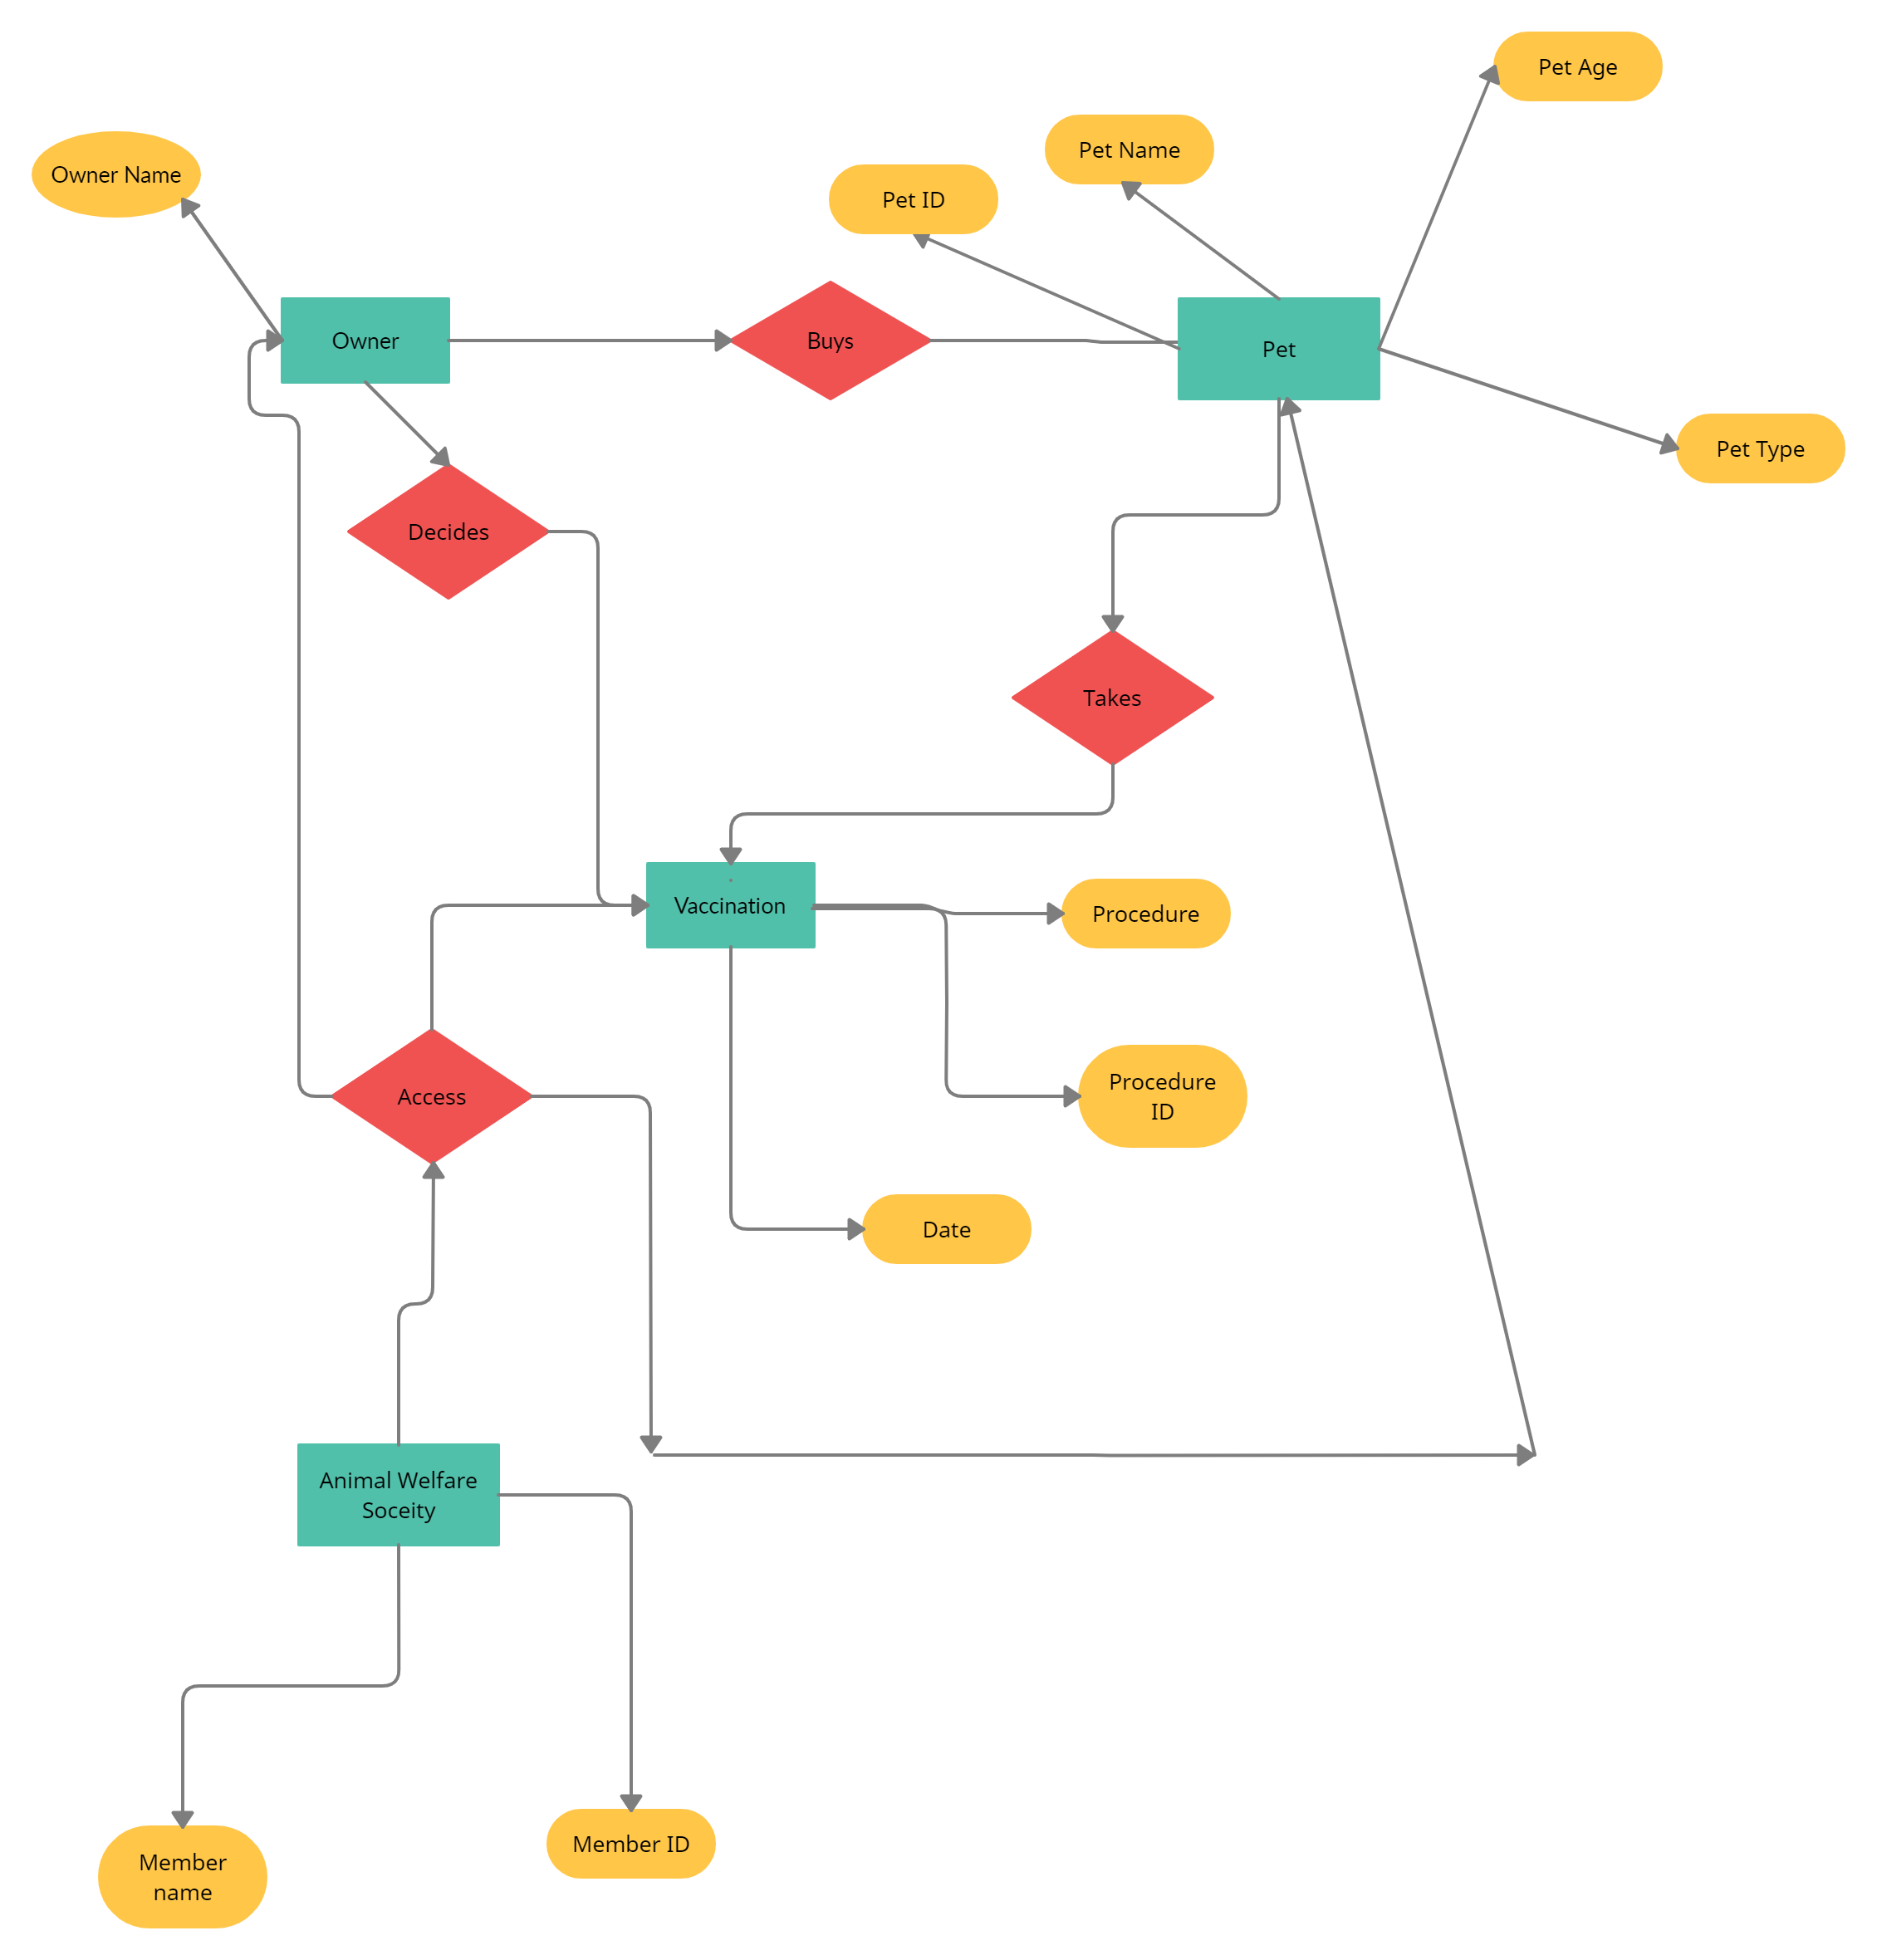 Pet Age
Pet Name
Owner Name
Pet ID
Owner
Buys
Pet
Pet Type
Decides
Takes
Vaccination
Procedure
Procedure
ID
Access
Date
Animal Welfare
Soceity
Member ID
Member
name